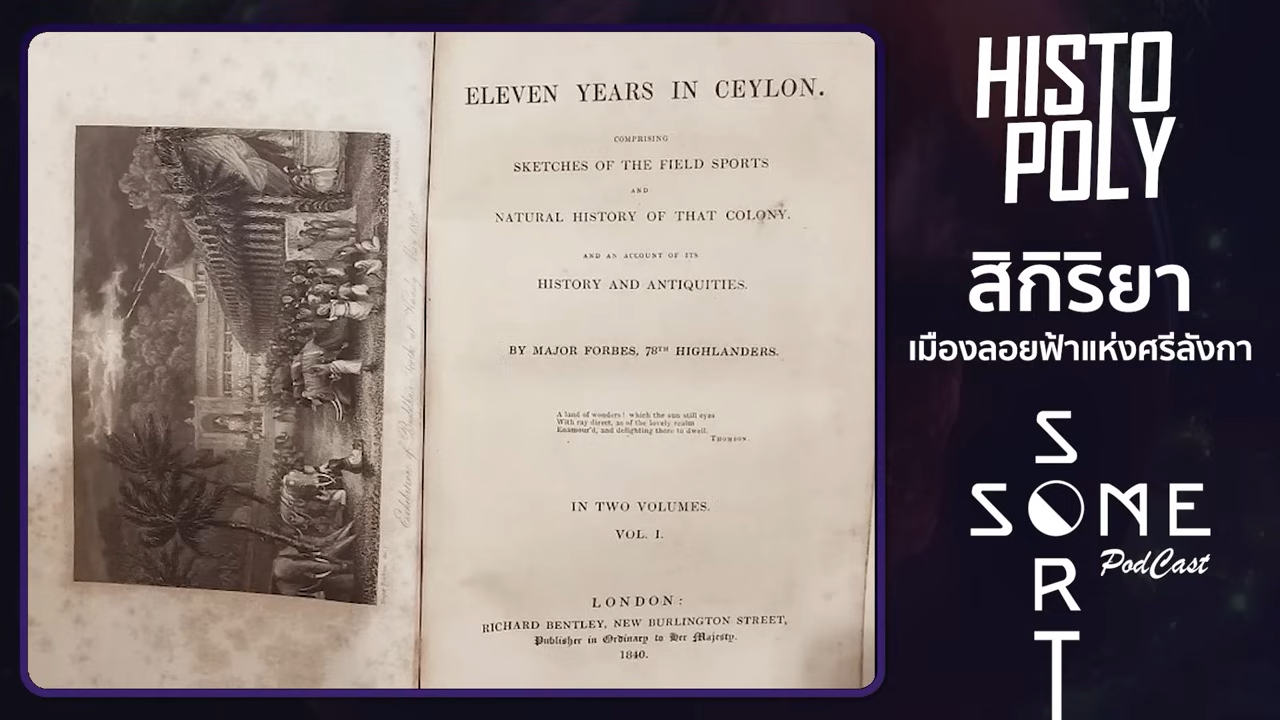 ELEVEN YEARS IN CEYLON.
COMPRISING
SKETCHES OF THE FIELD SPORTS
AND
NATURAL HISTORY OF THAT COLONY.
AND AN ACCOUNT OF ITS
HISTORY AND ANTIQUITIES.
BY MAJOR FORBES, 78TH HIGHLANDERS.
A land of wonders! which the sun still eyes
With ray direct, as of the lovely realm
Enamour'd, and delighting there to dwell.
THOMSON.
IN TWO VOLUMES.
VOL. I.
LONDON:
RICHARD BENTLEY, NEW BURLINGTON STREET,
Publisher in Ordinary to Her Majesty.
1840.
HISTO
POLY
สิกิริยา
เมืองลอยฟ้าแห่งศรีลังกา
SOME
SORT
PodCast